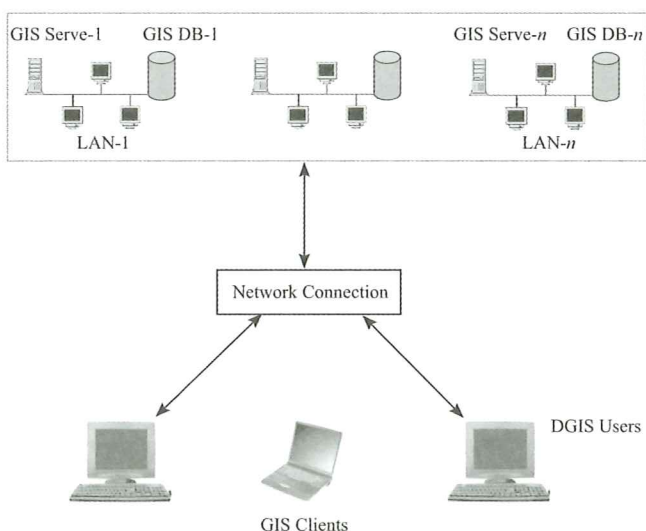 GIS Serve-1 GIS DB-1 GIS Serve-n GIS DB-n
LAN-1 LAN-n
Network Connection
DGIS Users
GIS Clients